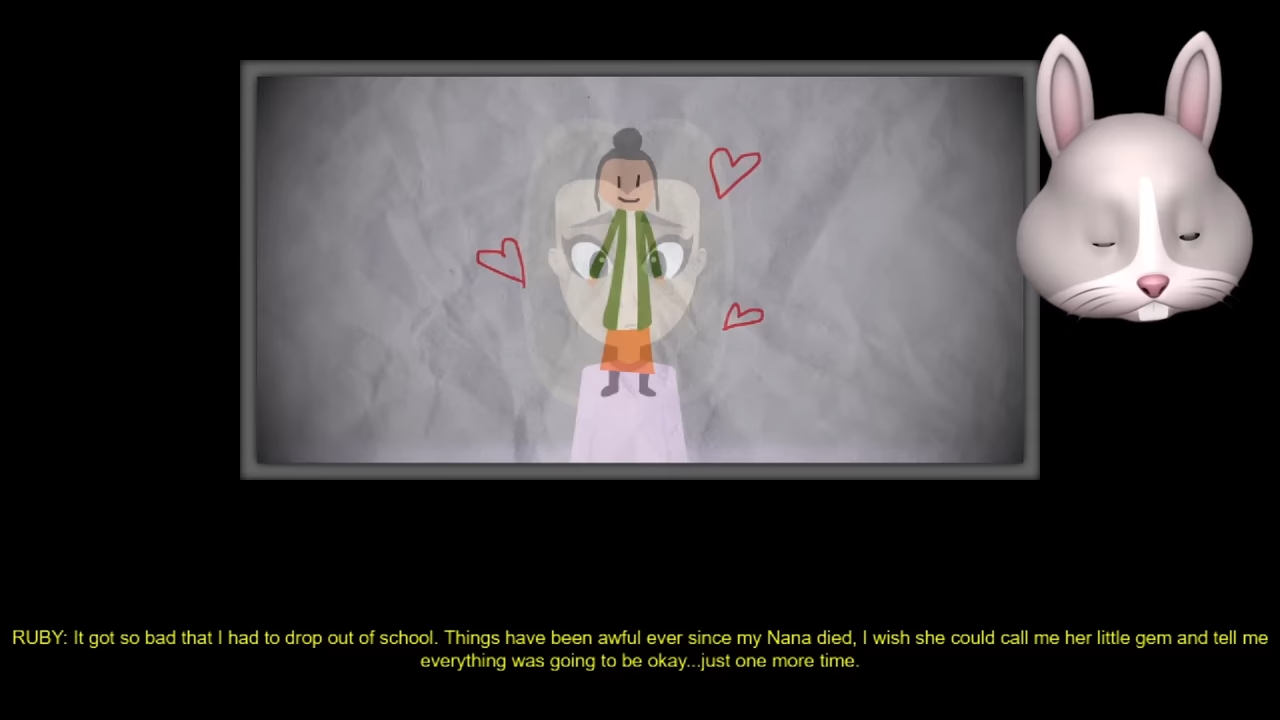 RUBY: It got so bad that I had to drop out of school. Things have been awful ever since my Nana died, I wish she could call me her little gem and tell me
everything was going to be okay...just one more time.